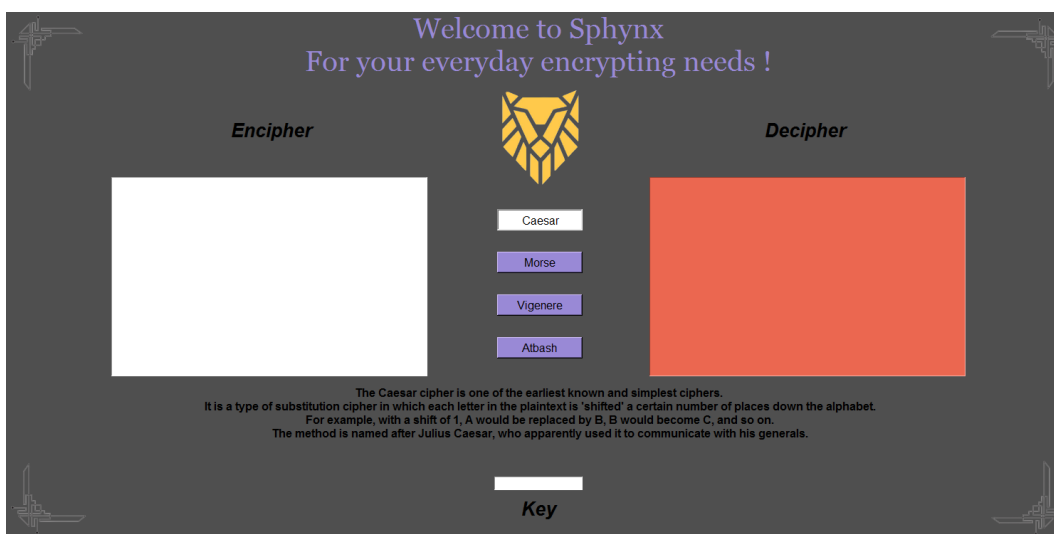 Welcome to Sphynx
For your everyday encrypting needs !
Encipher
Decipher
Caesar
Morse
Vigenere
Atbash
The Caesar cipher is one of the earliest known and simplest ciphers.
It is a type of substitution cipher in which each letter in the plaintext is 'shifted' a certain number of places down the alphabet.
For example, with a shift of 1, A would be replaced by B, B would become C, and so on.
The method is named after Julius Caesar, who apparently used it to communicate with his generals.
Key